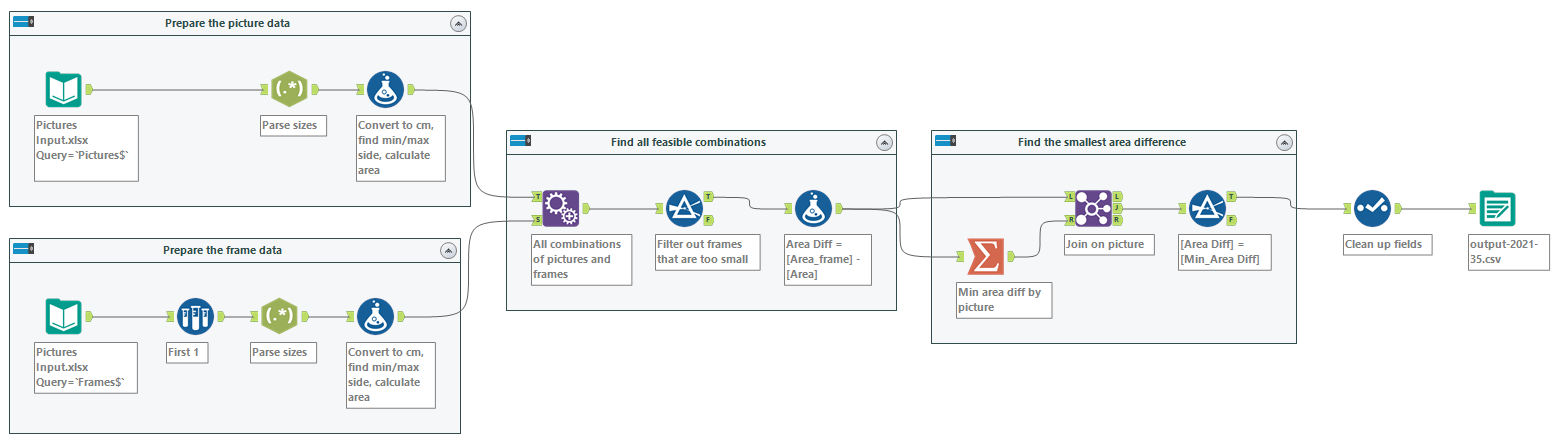 Prepare the picture data
(.*)
Pictures
Input.xlsx
Query=`Pictures$`
Parse sizes
Convert to cm,
find min/max
side, calculate
area
Prepare the frame data
(.*)
Pictures
Input.xlsx
Query=`Frames$`
First 1
Parse sizes
Convert to cm,
find min/max
side, calculate
area
Find all feasible combinations
T
S
T
F
All combinations
of pictures and
frames
Filter out frames
that are too small
Area Diff =
[Area_frame] -
[Area]
Find the smallest area difference
L
R
L
J
R
T
F
Join on picture
[Area Diff] =
[Min_Area Diff]
Σ
Min area diff by
picture
Clean up fields
output-2021-
35.csv